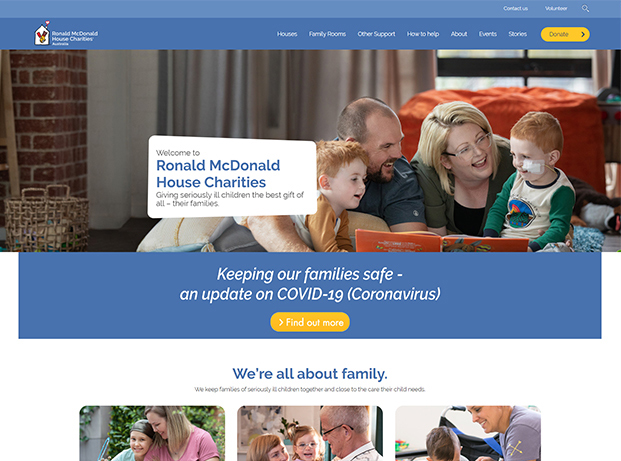 Contact us
Volunteer
Ronald McDonald
House Charities
Australia
Houses
Family Rooms
Other Support
How to help
About
Events
Stories
Donate
Welcome to
Ronald McDonald
House Charities
Giving seriously ill children the best gift of
all – their families.
Keeping our families safe -
an update on COVID-19 (Coronavirus)
Find out more
We're all about family.
We keep families of seriously ill children together and close to the care their child needs.